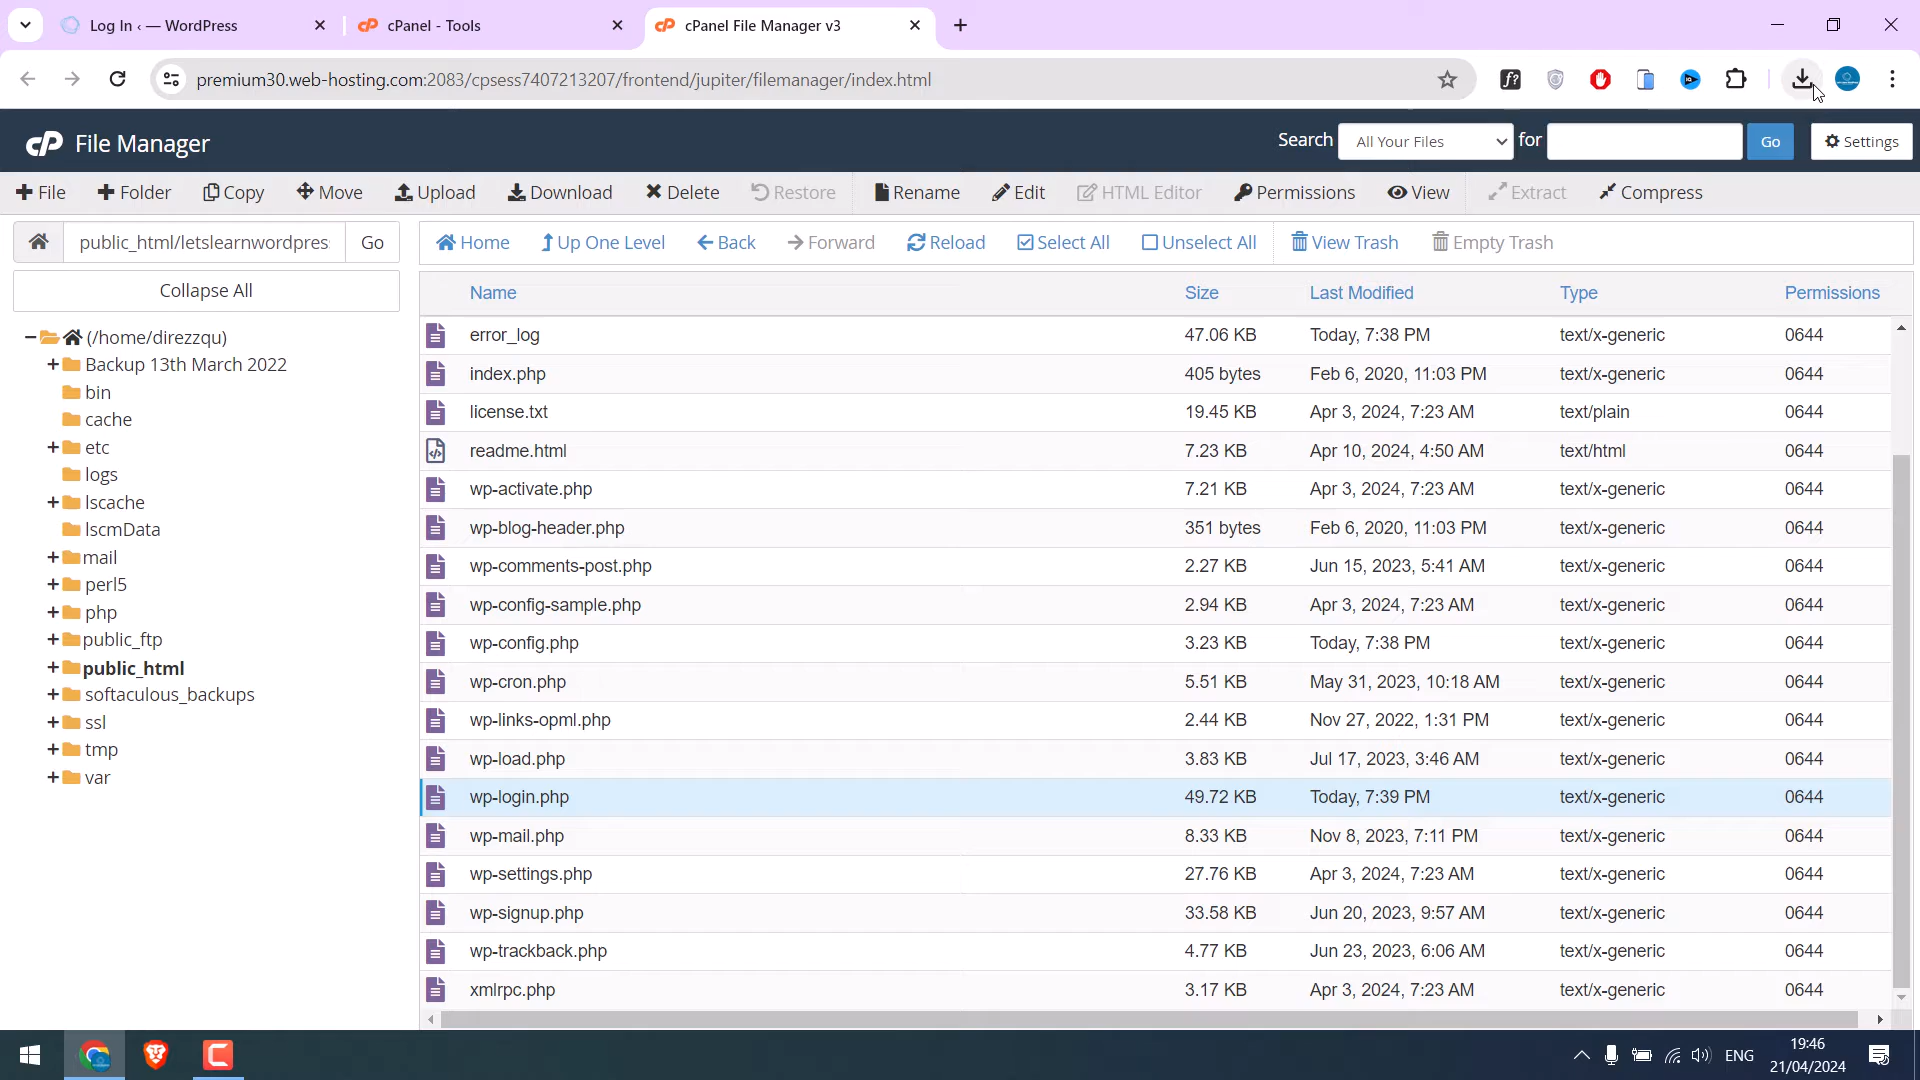 Log In ‹ — WordPress
cPanel - Tools
cPanel File Manager v3
premium30.web-hosting.com:2083/cpsess7407213207/frontend/jupiter/filemanager/index.html
f?
cP File Manager
Search All Your Files for Go Settings
File Folder Copy Move Upload Download Delete Restore Rename Edit HTML Editor Permissions View Extract Compress
public_html/letslearnwordpres: Go
Home Up One Level Back Forward Reload Select All Unselect All View Trash Empty Trash
Collapse All
(/home/direzzqu)
Backup 13th March 2022
bin
cache
etc
logs
lscache
lscmData
mail
perl5
php
public_ftp
public_html
softaculous_backups
ssl
tmp
var
Name Size Last Modified Type Permissions
error_log 47.06 KB Today, 7:38 PM text/x-generic 0644
index.php 405 bytes Feb 6, 2020, 11:03 PM text/x-generic 0644
license.txt 19.45 KB Apr 3, 2024, 7:23 AM text/plain 0644
readme.html 7.23 KB Apr 10, 2024, 4:50 AM text/html 0644
wp-activate.php 7.21 KB Apr 3, 2024, 7:23 AM text/x-generic 0644
wp-blog-header.php 351 bytes Feb 6, 2020, 11:03 PM text/x-generic 0644
wp-comments-post.php 2.27 KB Jun 15, 2023, 5:41 AM text/x-generic 0644
wp-config-sample.php 2.94 KB Apr 3, 2024, 7:23 AM text/x-generic 0644
wp-config.php 3.23 KB Today, 7:38 PM text/x-generic 0644
wp-cron.php 5.51 KB May 31, 2023, 10:18 AM text/x-generic 0644
wp-links-opml.php 2.44 KB Nov 27, 2022, 1:31 PM text/x-generic 0644
wp-load.php 3.83 KB Jul 17, 2023, 3:46 AM text/x-generic 0644
wp-login.php 49.72 KB Today, 7:39 PM text/x-generic 0644
wp-mail.php 8.33 KB Nov 8, 2023, 7:11 PM text/x-generic 0644
wp-settings.php 27.76 KB Apr 3, 2024, 7:23 AM text/x-generic 0644
wp-signup.php 33.58 KB Jun 20, 2023, 9:57 AM text/x-generic 0644
wp-trackback.php 4.77 KB Jun 23, 2023, 6:06 AM text/x-generic 0644
xmlrpc.php 3.17 KB Apr 3, 2024, 7:23 AM text/x-generic 0644
ENG
19:46
21/04/2024